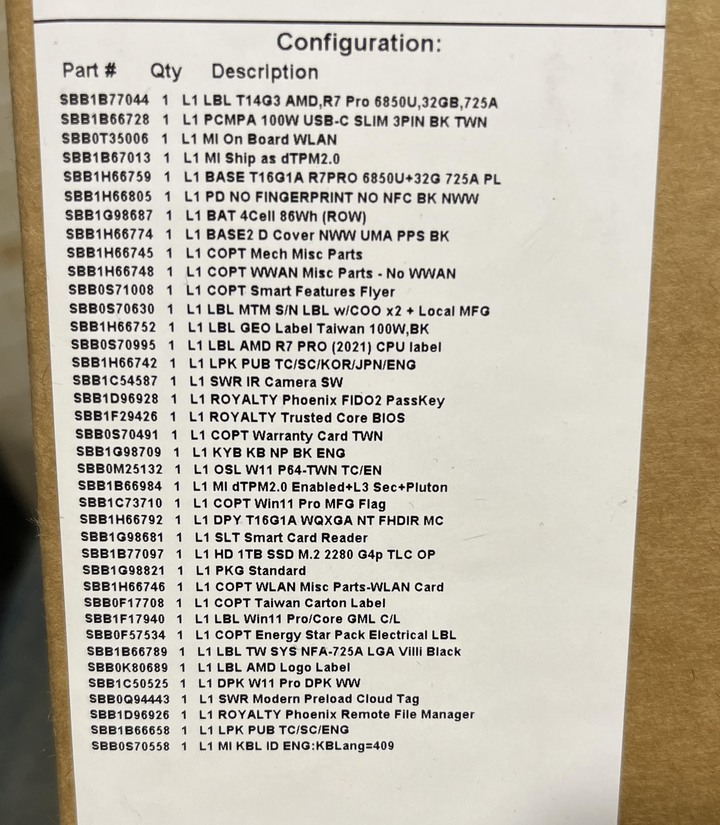 Configuration:
Part # Qty Description
SBB1B77044 1 L1 LBL T14G3 AMD,R7 Pro 6850U,32GB,725A
SBB1B66728 1 L1 PCMPA 100W USB-C SLIM 3PIN BK TWN
SBB0T35006 1 L1 MI On Board WLAN
SBB1B67013 1 L1 MI Ship as dTPM2.0
SBB1H66759 1 L1 BASE T16G1A R7PRO 6850U+32G 725A PL
SBB1H66805 1 L1 PD NO FINGERPRINT NO NFC BK NWW
SBB1G98687 1 L1 BAT 4Cell 86Wh (ROW)
SBB1H66774 1 L1 BASE2 D Cover NWW UMA PPS BK
SBB1H66745 1 L1 COPT Mech Misc Parts
SBB1H66748 1 L1 COPT WWAN Misc Parts - No WWAN
SBB0S71008 1 L1 COPT Smart Features Flyer
SBB0S70630 1 L1 LBL MTM S/N LBL w/COO x2 + Local MFG
SBB1H66752 1 L1 LBL GEO Label Taiwan 100W,BK
SBB0S70995 1 L1 LBL AMD R7 PRO (2021) CPU label
SBB1H66742 1 L1 LPK PUB TC/SC/KOR/JPN/ENG
SBB1C54587 1 L1 SWR IR Camera SW
SBB1D96928 1 L1 ROYALTY Phoenix FIDO2 PassKey
SBB1F29426 1 L1 ROYALTY Trusted Core BIOS
SBB0S70491 1 L1 COPT Warranty Card TWN
SBB1G98709 1 L1 KYB KB NP BK ENG
SBB0M25132 1 L1 OSL W11 P64-TWN TC/EN
SBB1B66984 1 L1 MI dTPM2.0 Enabled+L3 Sec+Pluton
SBB1C73710 1 L1 COPT Win11 Pro MFG Flag
SBB1H66792 1 L1 DPY T16G1A WQXGA NT FHDIR MC
SBB1G98681 1 L1 SLT Smart Card Reader
SBB1B77097 1 L1 HD 1TB SSD M.2 2280 G4p TLC OP
SBB1G98821 1 L1 PKG Standard
SBB1H66746 1 L1 COPT WLAN Misc Parts-WLAN Card
SBB0F17708 1 L1 COPT Taiwan Carton Label
SBB1F17940 1 L1 LBL Win11 Pro/Core GML C/L
SBB0F57534 1 L1 COPT Energy Star Pack Electrical LBL
SBB1B66789 1 L1 LBL TW SYS NFA-725A LGA Villi Black
SBB0K80689 1 L1 LBL AMD Logo Label
SBB1C50525 1 L1 DPK W11 Pro DPK WW
SBB0Q94443 1 L1 SWR Modern Preload Cloud Tag
SBB1D96926 1 L1 ROYALTY Phoenix Remote File Manager
SBB1B66658 1 L1 LPK PUB TC/SC/ENG
SBB0S70558 1 L1 MI KBL ID ENG:KBLang=409